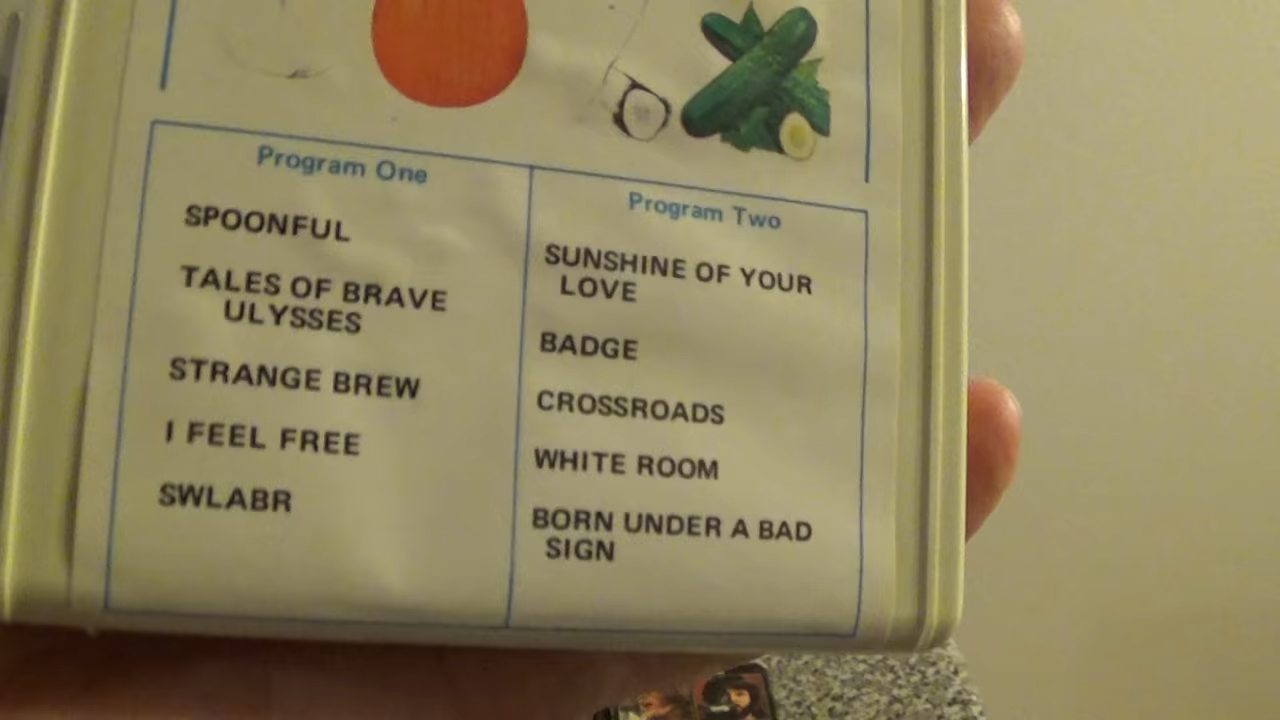 Program One
SPOONFUL
TALES OF BRAVE
ULYSSES
STRANGE BREW
I FEEL FREE
SWLABR
Program Two
SUNSHINE OF YOUR
LOVE
BADGE
CROSSROADS
WHITE ROOM
BORN UNDER A BAD
SIGN